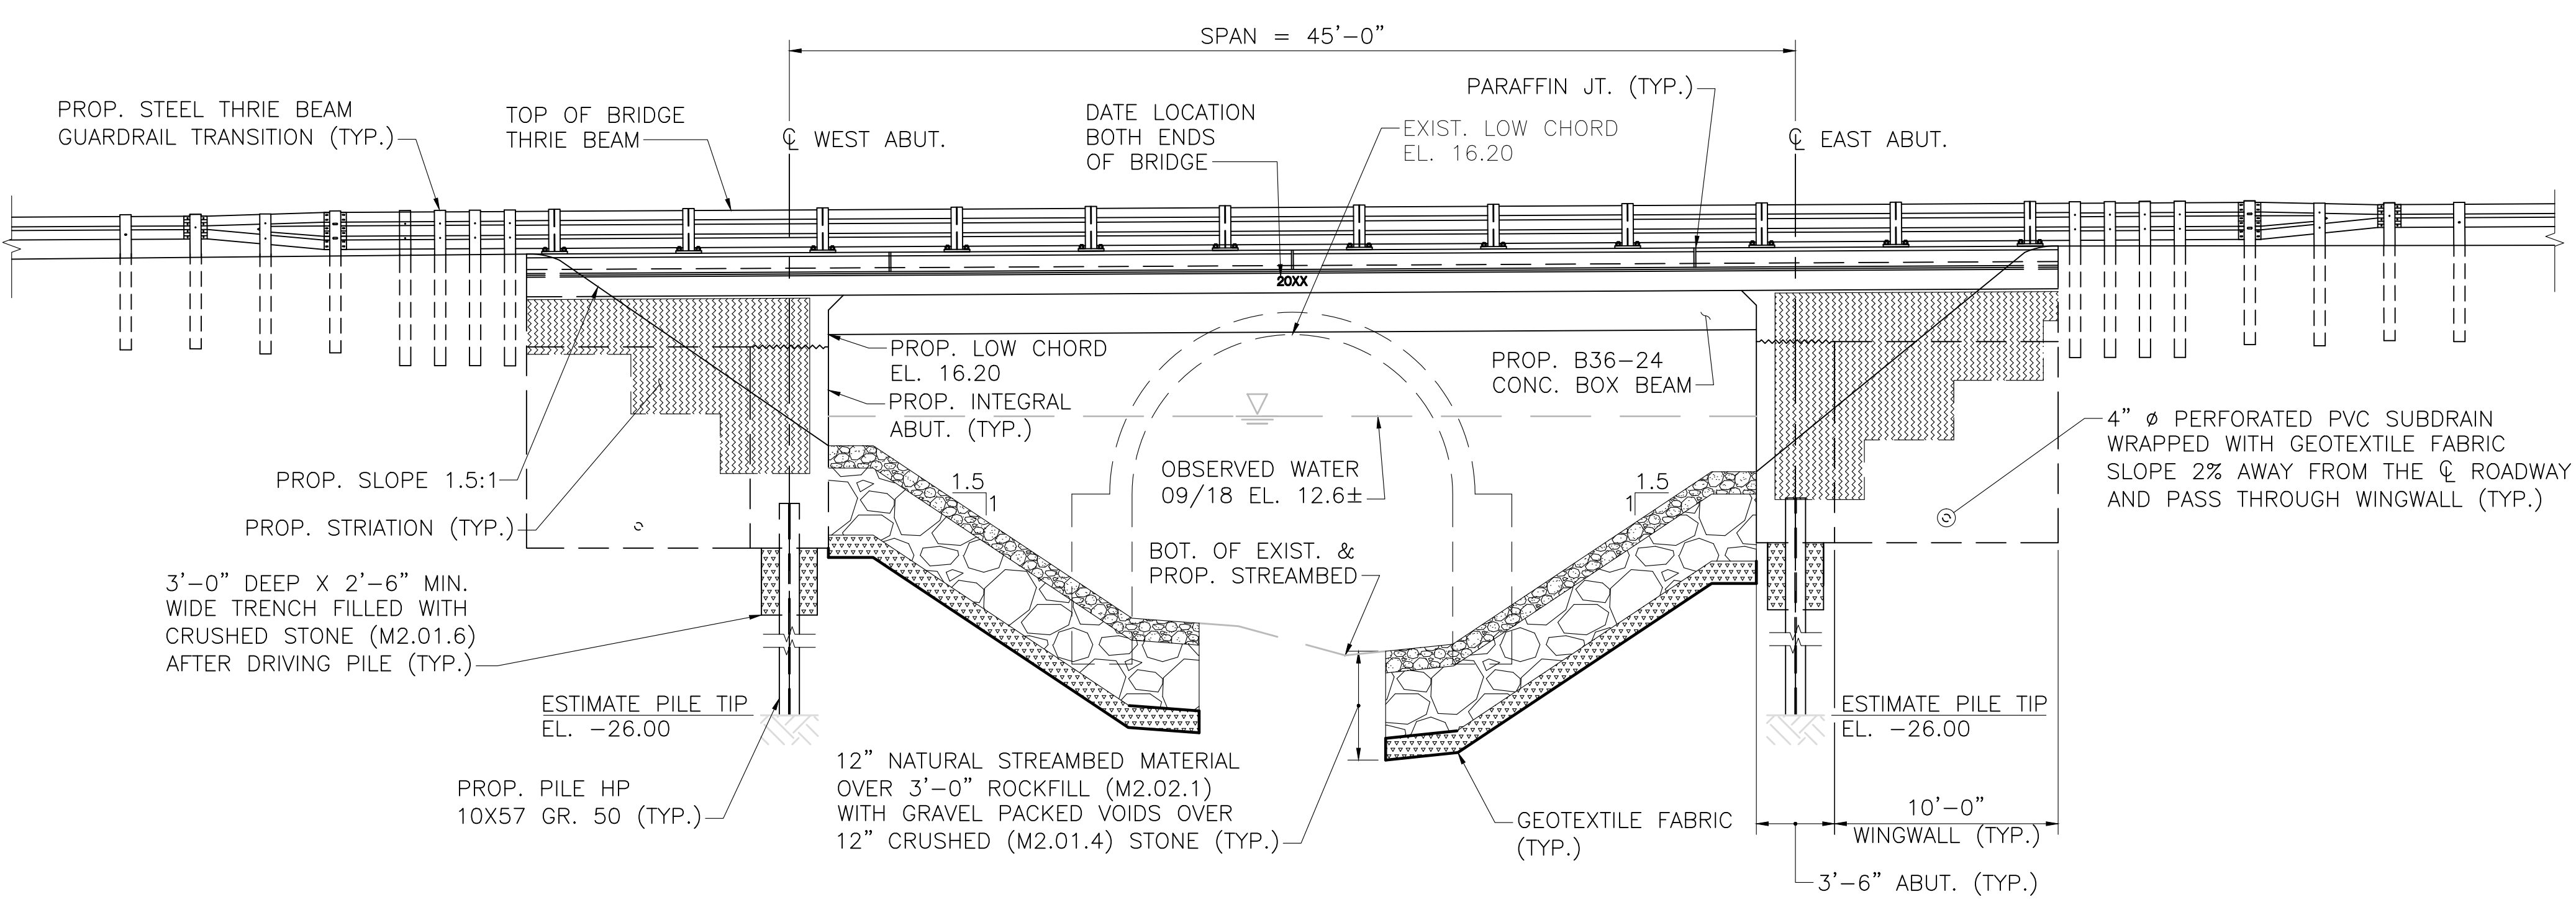 SPAN = 45'-0"
PROP. STEEL THRIE BEAM
GUARDRAIL TRANSITION (TYP.)
TOP OF BRIDGE
THRIE BEAM
℄ WEST ABUT.
DATE LOCATION
BOTH ENDS
OF BRIDGE
PARAFFIN JT. (TYP.)
EXIST. LOW CHORD
EL. 16.20
℄ EAST ABUT.
20XX
PROP. LOW CHORD
EL. 16.20
PROP. INTEGRAL
ABUT. (TYP.)
PROP. B36-24
CONC. BOX BEAM
PROP. SLOPE 1.5:1
PROP. STRIATION (TYP.)
1.5
1
OBSERVED WATER
09/18 EL. 12.6±
1.5
1
4" ø PERFORATED PVC SUBDRAIN
WRAPPED WITH GEOTEXTILE FABRIC
SLOPE 2% AWAY FROM THE ℄ ROADWAY
AND PASS THROUGH WINGWALL (TYP.)
BOT. OF EXIST. &
PROP. STREAMBED
3'-0" DEEP X 2'-6" MIN.
WIDE TRENCH FILLED WITH
CRUSHED STONE (M2.01.6)
AFTER DRIVING PILE (TYP.)
ESTIMATE PILE TIP
EL. -26.00
ESTIMATE PILE TIP
EL. -26.00
PROP. PILE HP
10X57 GR. 50 (TYP.)
12" NATURAL STREAMBED MATERIAL
OVER 3'-0" ROCKFILL (M2.02.1)
WITH GRAVEL PACKED VOIDS OVER
12" CRUSHED (M2.01.4) STONE (TYP.)
GEOTEXTILE FABRIC
(TYP.)
10'-0"
WINGWALL (TYP.)
3'-6" ABUT. (TYP.)